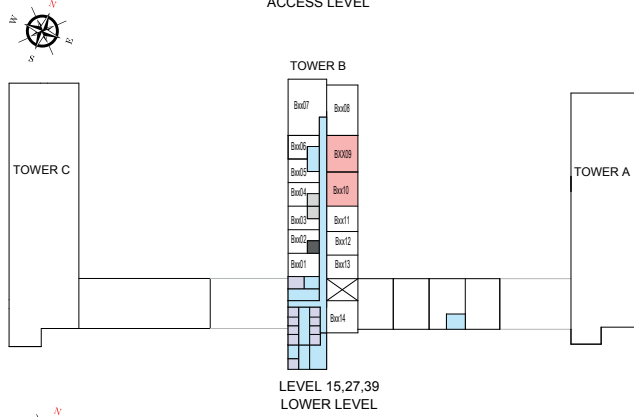 ACCESS LEVEL
N
W
E
S
TOWER B
Bxx07
Bxx08
Bxx06
BXX09
Bxx05
TOWER C
TOWER A
Bxx04
Bxx10
Bxx03
Bxx11
Bxx02
Bxx12
Bxx01
Bxx13
Bxx14
LEVEL 15,27,39
LOWER LEVEL
N